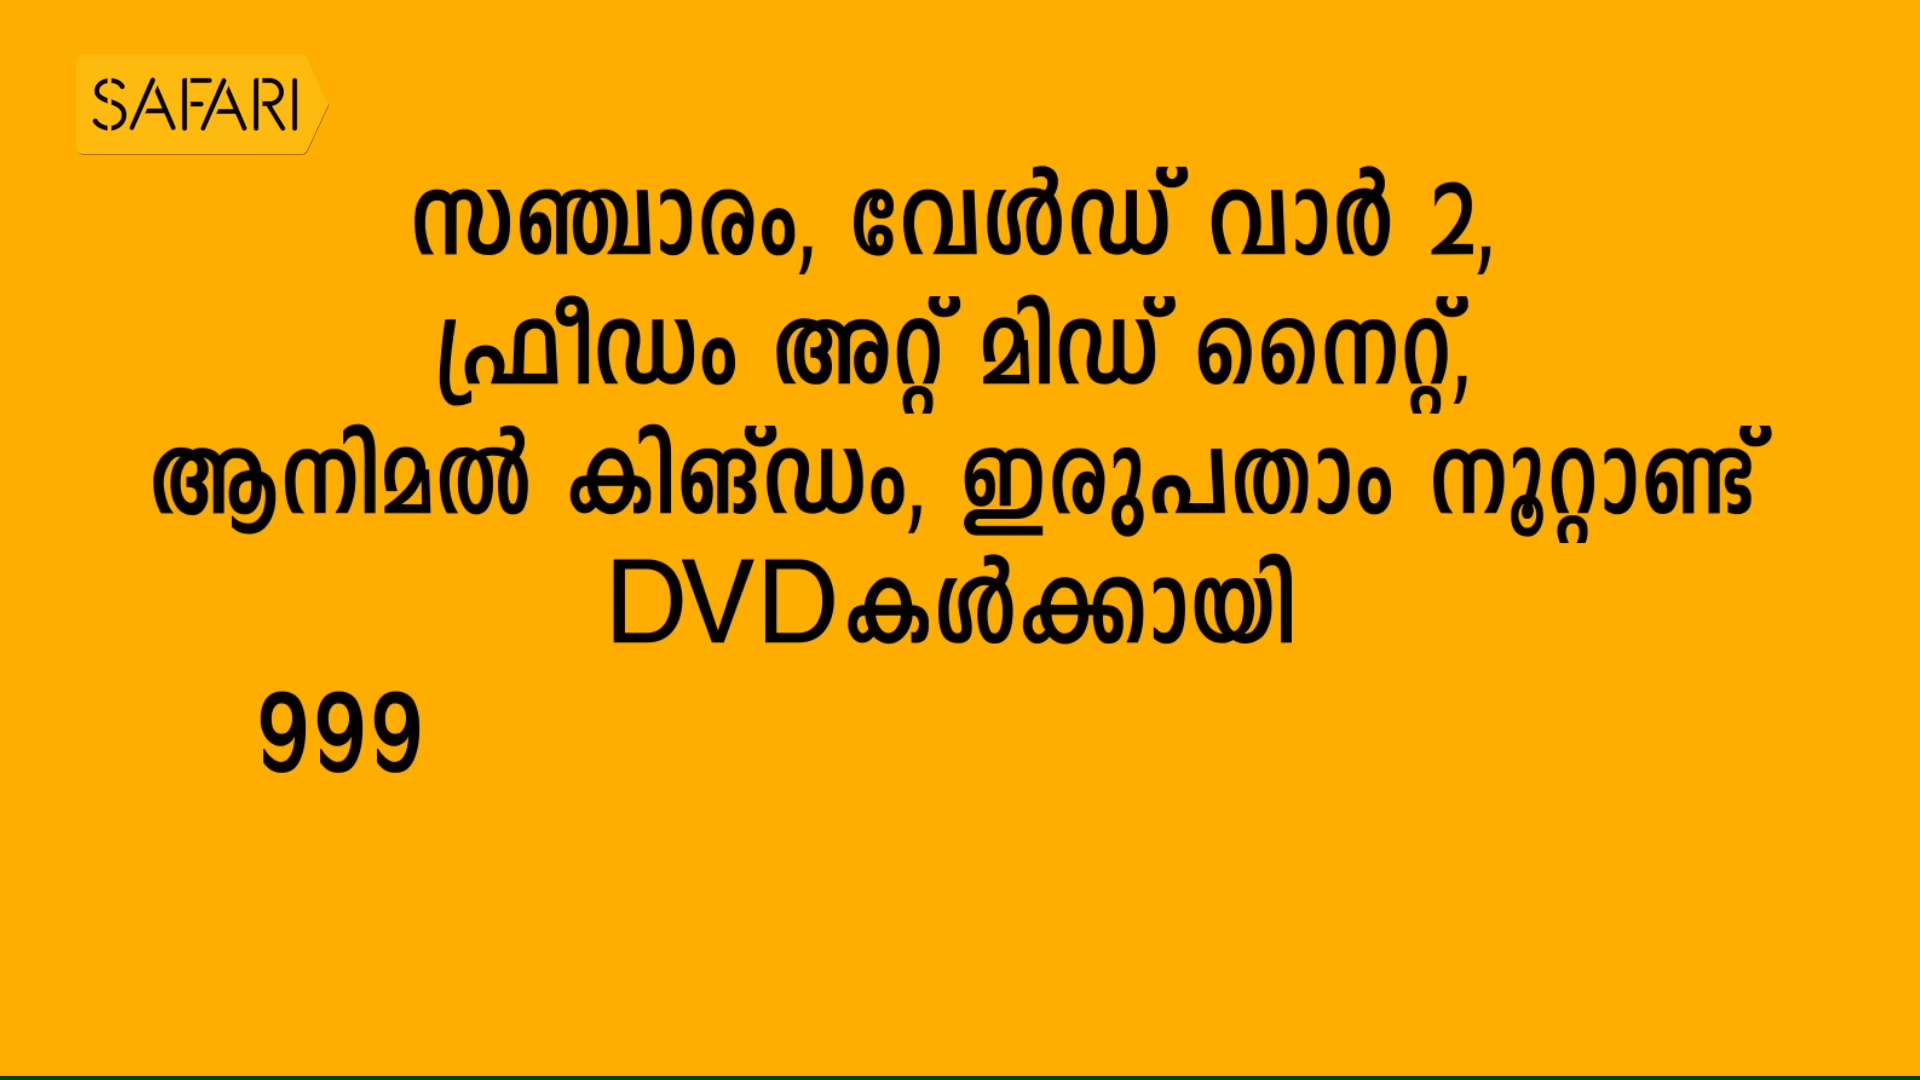 SAFARI
സഞ്ചാരം, വേൾഡ് വാർ 2,
ഫ്രീഡം അറ്റ് മിഡ് നൈറ്റ്,
ആനിമൽ കിങ്ഡം, ഇരുപതാം നൂറ്റാണ്ട്
DVDകൾക്കായി
999